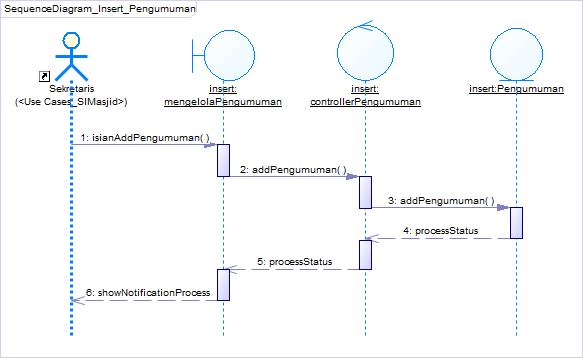 SequenceDiagram_Insert_Pengumuman
Sekretaris
(<Use Cases_SIMasjid>)
insert:
mengelolaPengumuman
insert:
controllerPengumuman
insert:Pengumuman
1: isianAddPengumuman( )
2: addPengumuman( )
3: addPengumuman( )
4: processStatus
5: processStatus
6: showNotificationProcess